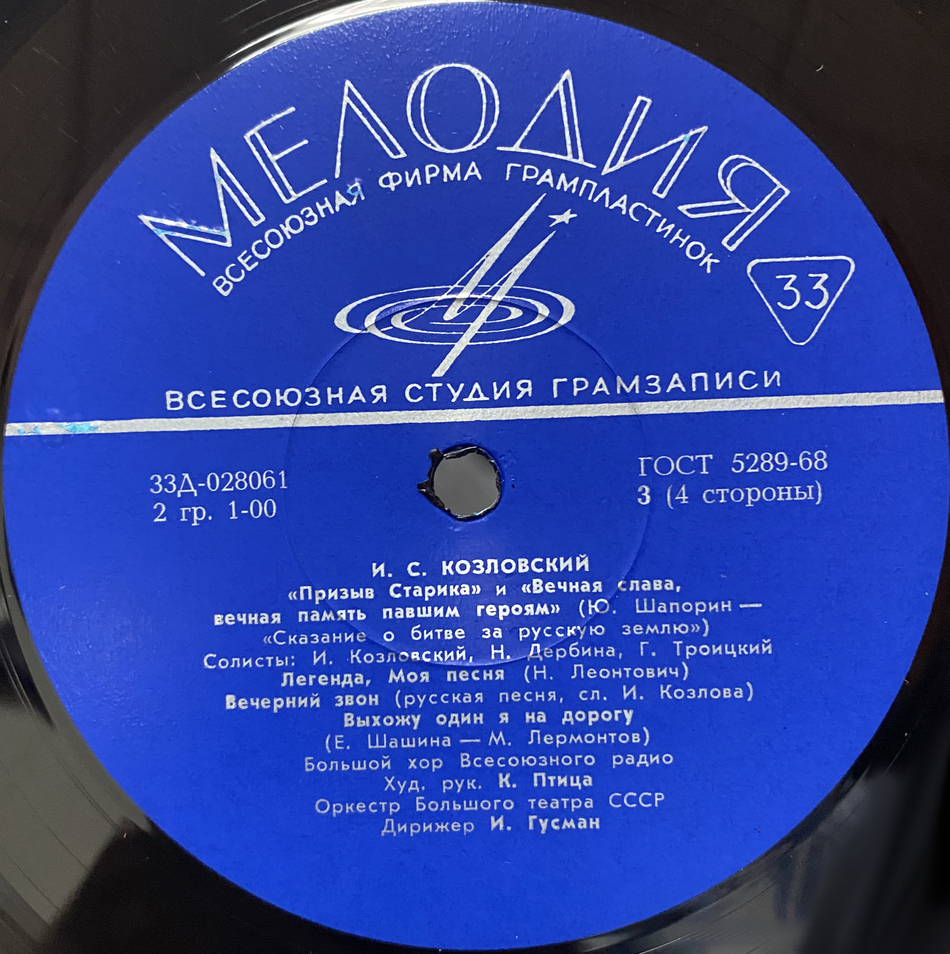 МЕЛОДИЯ
ВСЕСОЮЗНАЯ ФИРМА ГРАМПЛАСТИНОК
33
ВСЕСОЮЗНАЯ СТУДИЯ ГРАМЗАПИСИ
33Д-028061
2 гр. 1-00
ГОСТ 5289-68
3 (4 стороны)
И. С. КОЗЛОВСКИЙ
«Призыв Старика» и «Вечная слава,
вечная память павшим героям» (Ю. Шапорин —
«Сказание о битве за русскую землю»)
Солисты: И. Козловский, Н. Дербина, Г. Троицкий
Легенда, Моя песня (Н. Леонтович)
Вечерний звон (русская песня, сл. И. Козлова)
Выхожу один я на дорогу
(Е. Шашина — М. Лермонтов)
Большой хор Всесоюзного радио
Худ. рук. К. Птица
Оркестр Большого театра СССР
Дирижер И. Гусман